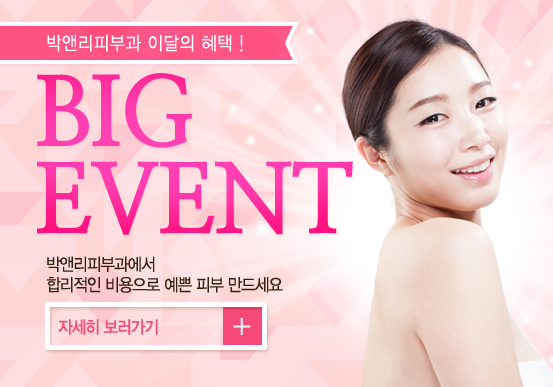 박앤리피부과 이달의 혜택 !
BIG
EVENT
박앤리피부과에서
합리적인 비용으로 예쁜 피부 만드세요
자세히 보러가기 +